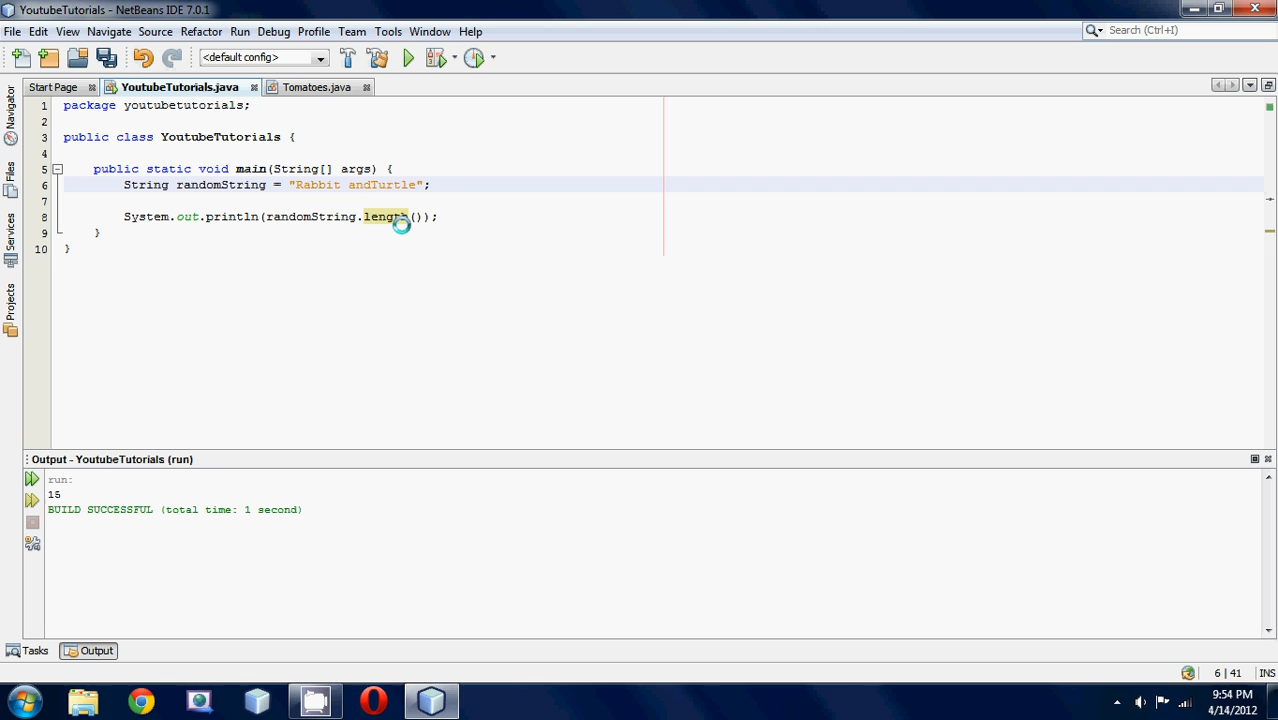 YoutubeTutorials - NetBeans IDE 7.0.1
File Edit View Navigate Source Refactor Run Debug Profile Team Tools Window Help
Search (Ctrl+I)
<default config>
Start Page YoutubeTutorials.java Tomatoes.java
Navigator
Files
Services
Projects
1 package youtubetutorials;
2
3 public class YoutubeTutorials {
4
5 public static void main(String[] args) {
6 String randomString = "Rabbit andTurtle";
7
8 System.out.println(randomString.length());
9 }
10 }
Output - YoutubeTutorials (run)
run:
15
BUILD SUCCESSFUL (total time: 1 second)
Tasks Output
6 | 41 INS
9:54 PM
4/14/2012